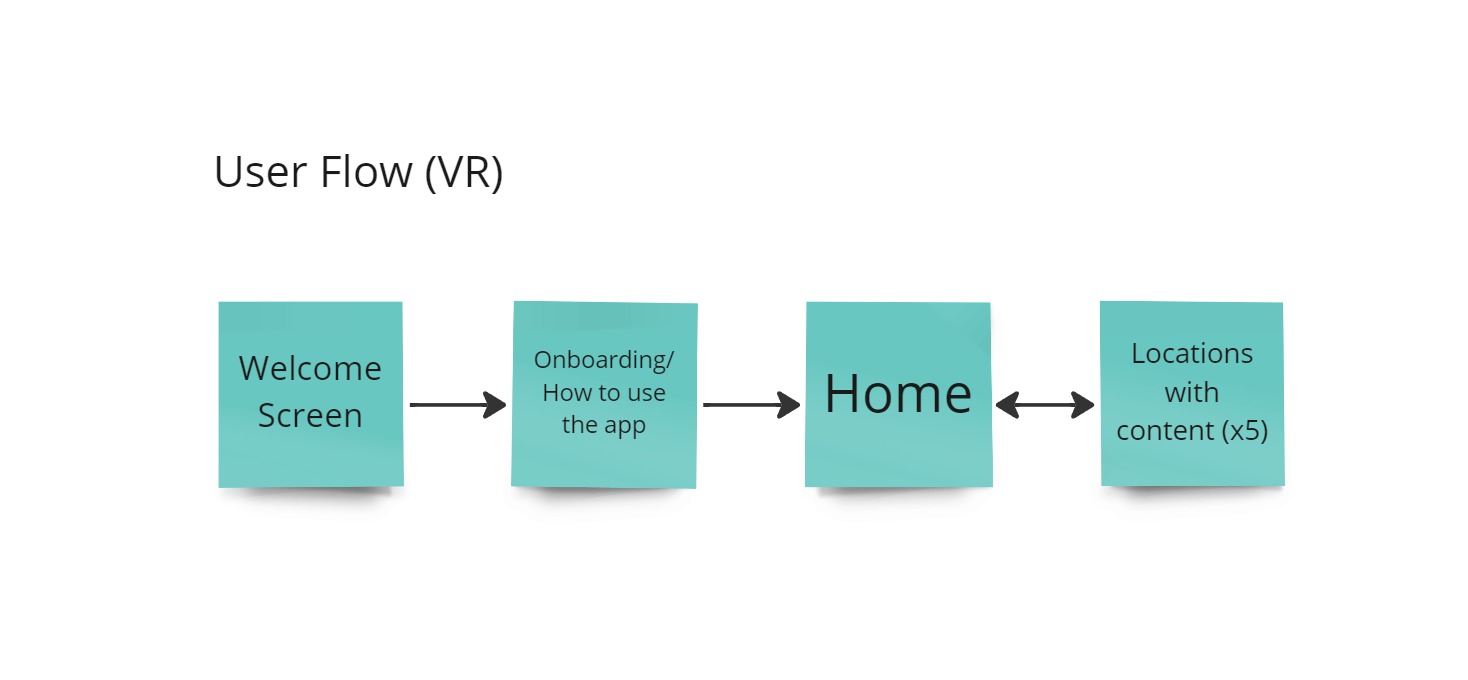 User Flow (VR)
Welcome
Screen
Onboarding/
How to use
the app
Home
Locations
with
content (x5)